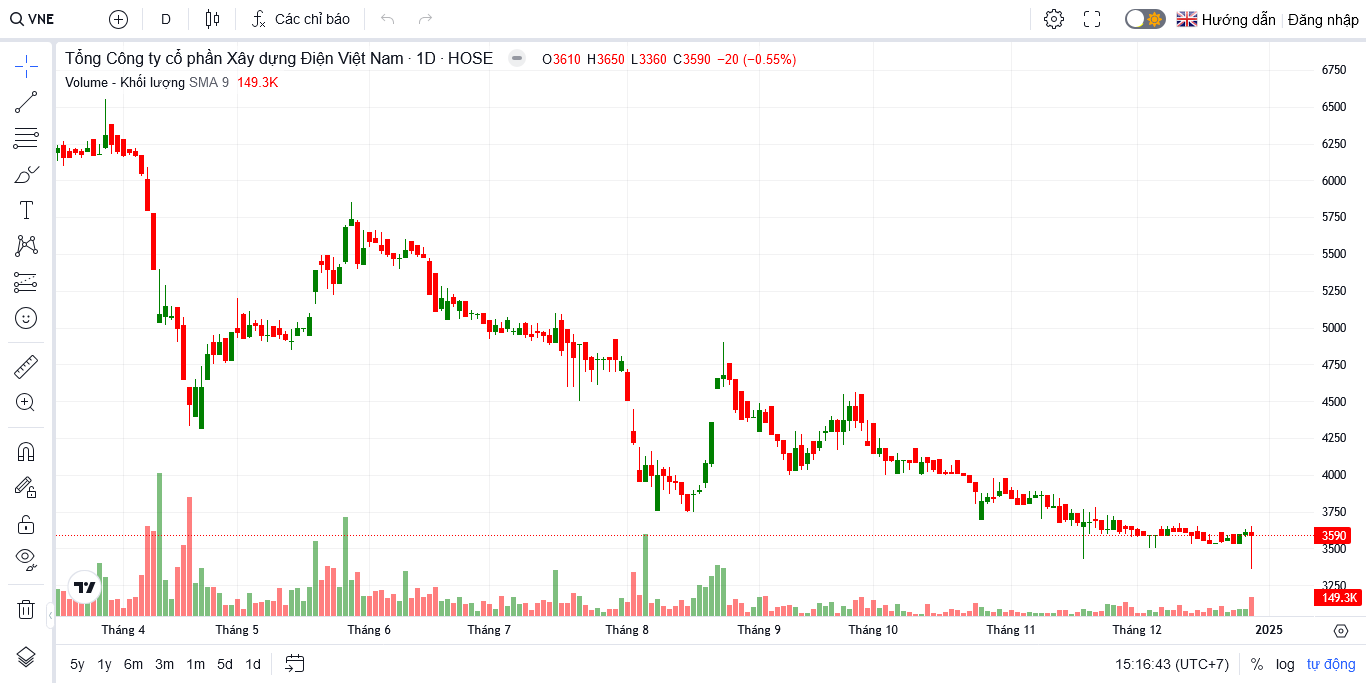 VNE D Các chỉ báo Hướng dẫn Đăng nhập
Tổng Công ty cổ phần Xây dựng Điện Việt Nam · 1D · HOSE O3610 H3650 L3360 C3590 −20 (−0.55%)
Volume - Khối lượng SMA 9 149.3K
6750
6500
6250
6000
5750
5500
5250
5000
4750
4500
4250
4000
3750
3590
3500
3250
149.3K
Tháng 4 Tháng 5 Tháng 6 Tháng 7 Tháng 8 Tháng 9 Tháng 10 Tháng 11 Tháng 12 2025
5y 1y 6m 3m 1m 5d 1d 15:16:43 (UTC+7) % log tự động